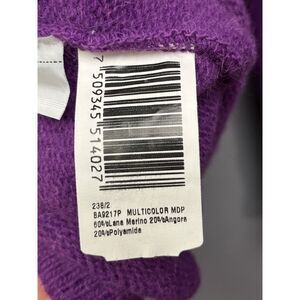 7 509345 514027
238/2
BA9217P MULTICOLOR MDP
60%Lana Merino 20%Angora
20%Polyamide